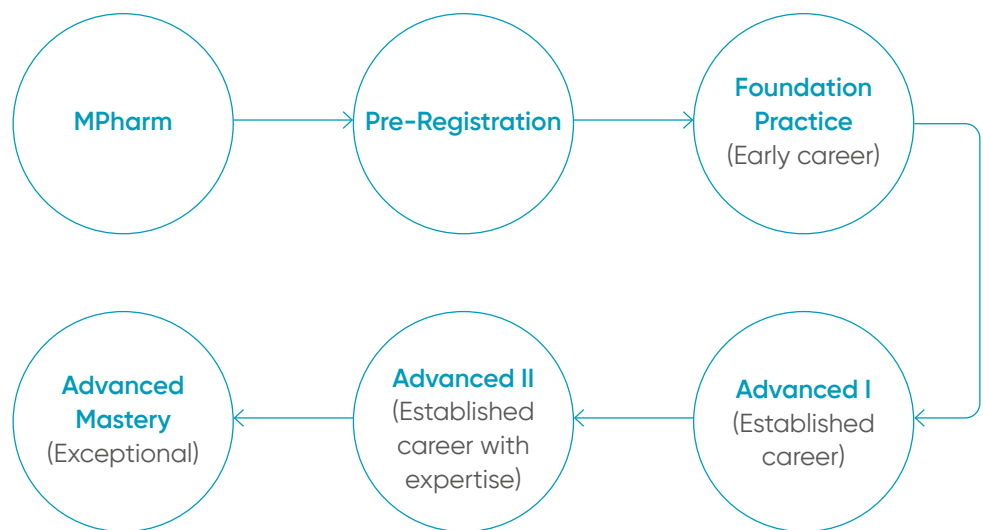 MPharm
Pre-Registration
Foundation
Practice
(Early career)
Advanced
Mastery
(Exceptional)
Advanced II
(Established
career with
expertise)
Advanced I
(Established
career)